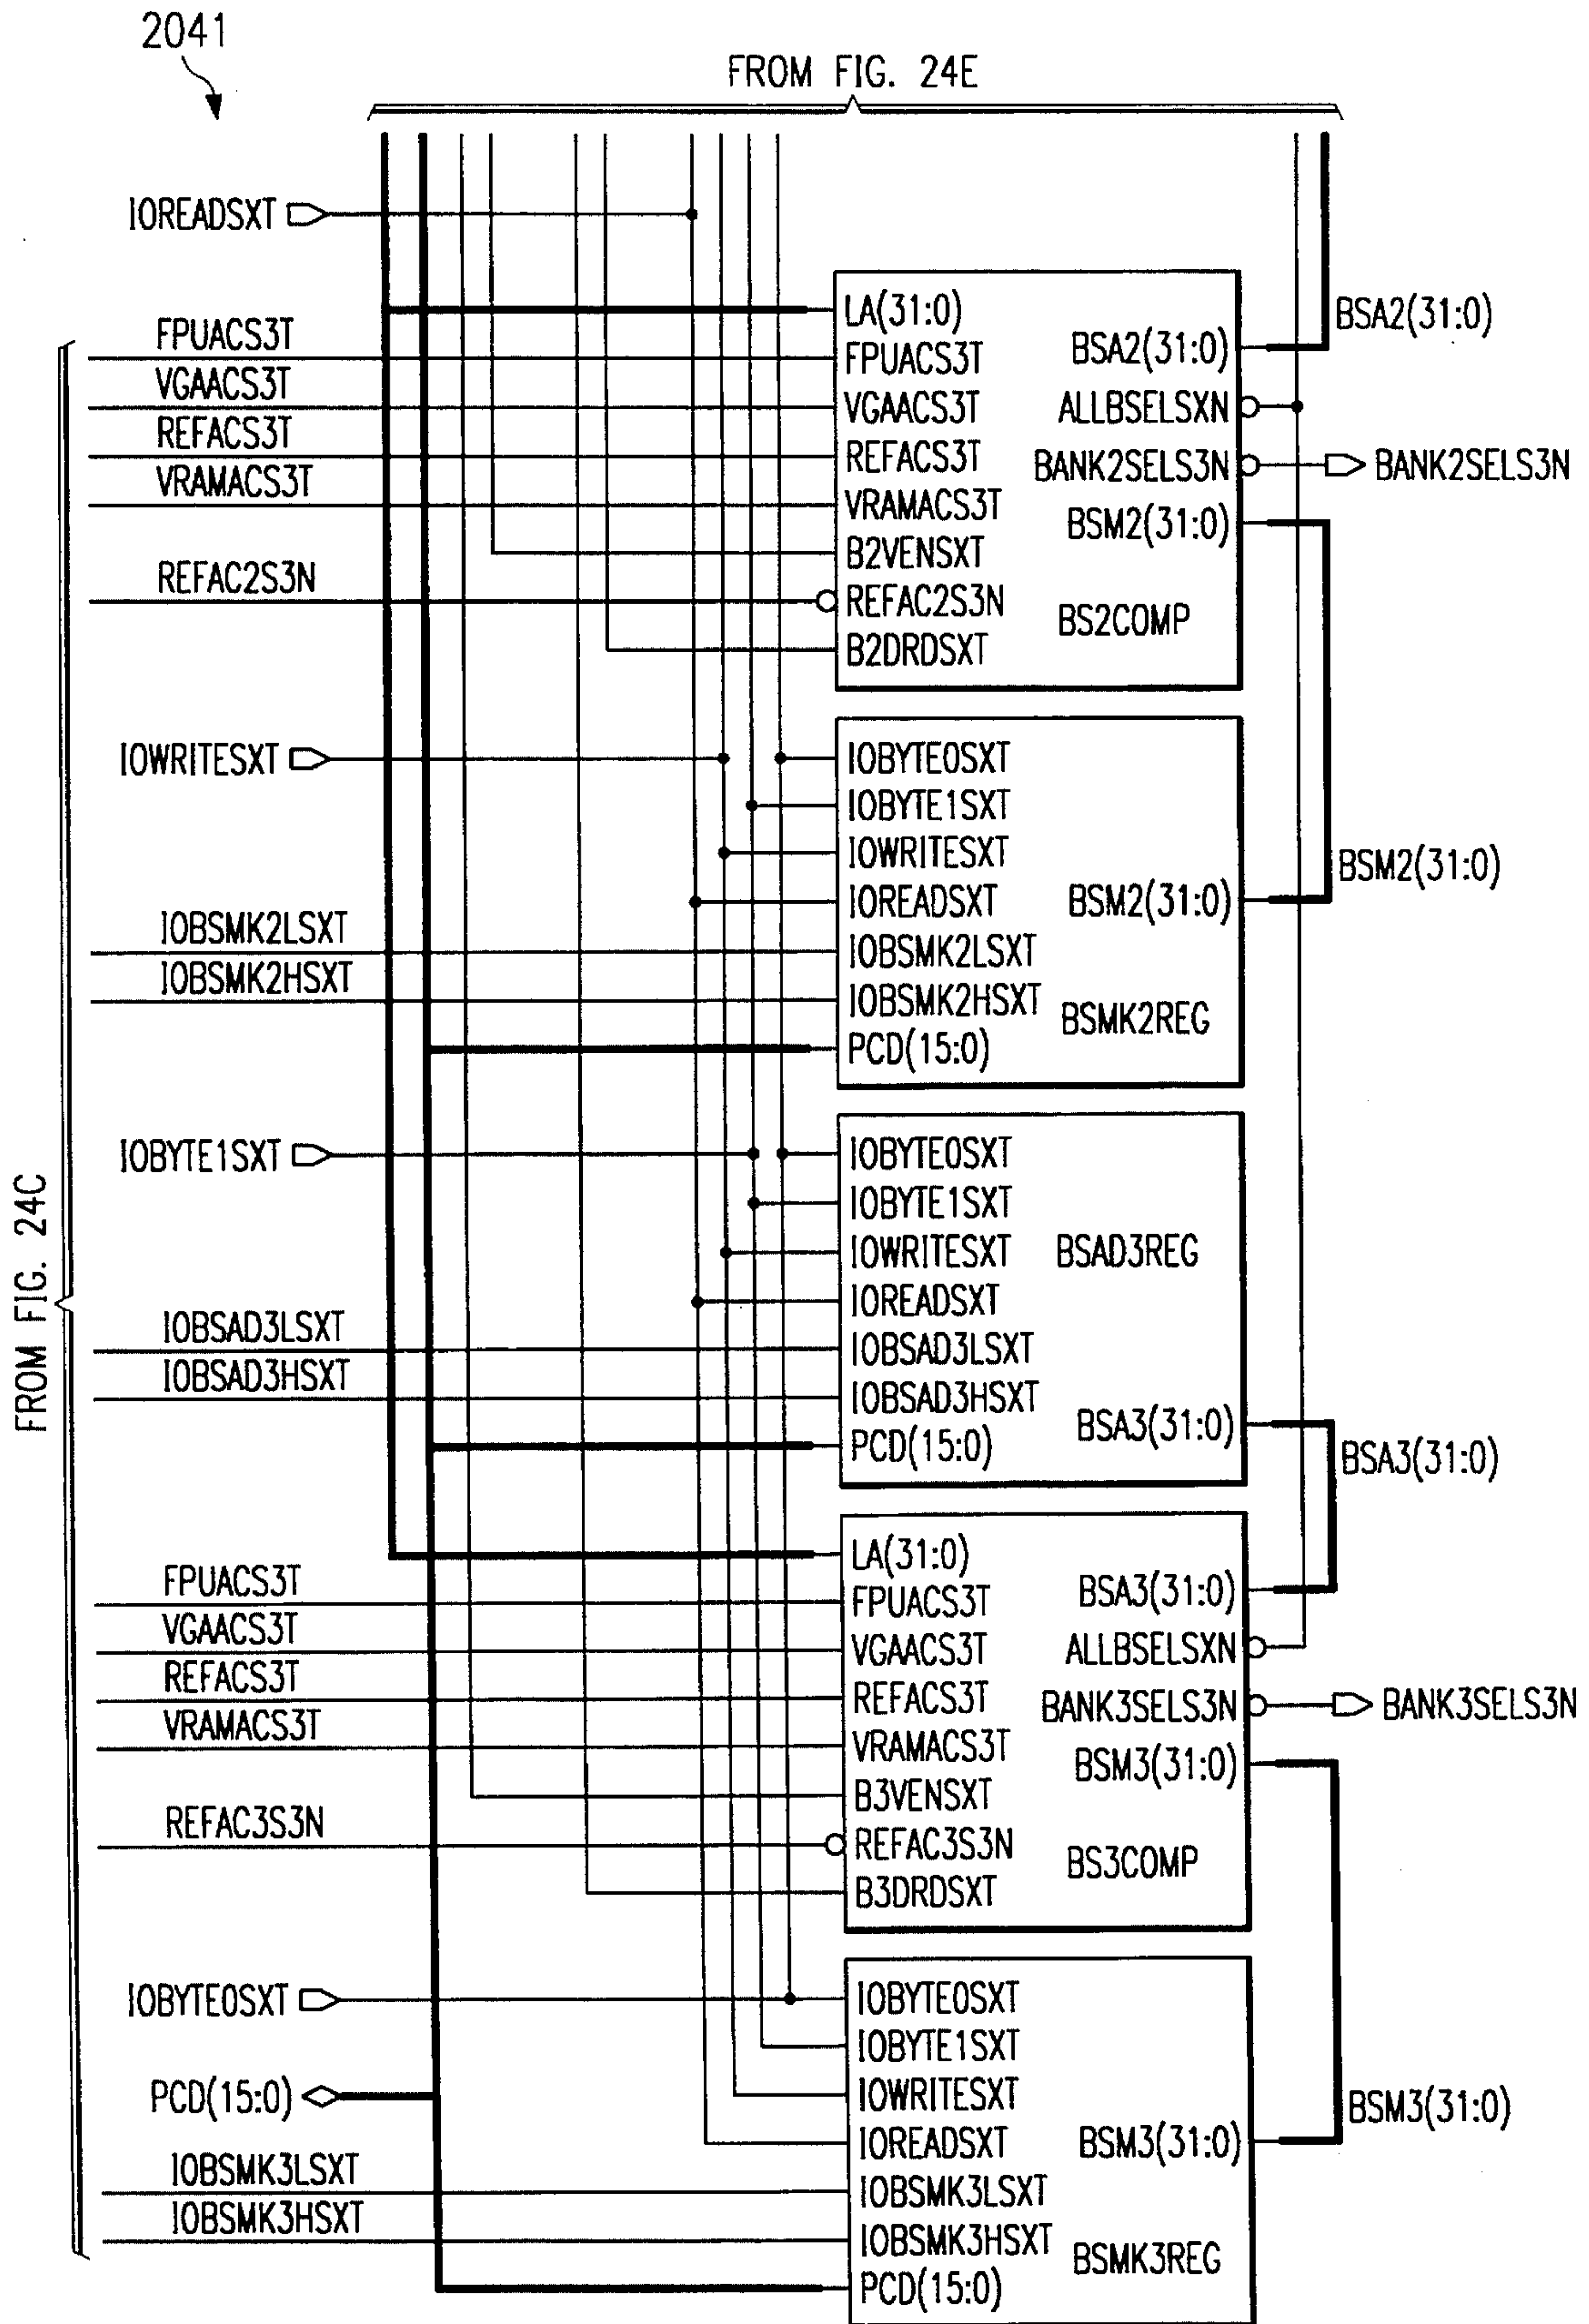 2041
FROM FIG. 24E
IOREADSXT
LA(31:0)
BSA2(31:0)
FPUACS3T
FPUACS3T
BSA2(31:0)
VGAACS3T
VGAACS3T
ALLBSELSXN
REFACS3T
REFACS3T
BANK2SELS3N
BANK2SELS3N
VRAMACS3T
VRAMACS3T
BSM2(31:0)
B2VENSXT
REFAC2S3N
REFAC2S3N
BS2COMP
B2DRDSXT
IOWRITESXT
IOBYTE0SXT
IOBYTE1SXT
IOWRITESXT
BSM2(31:0)
IOREADSXT
BSM2(31:0)
IOBSMK2LSXT
IOBSMK2LSXT
IOBSMK2HSXT
IOBSMK2HSXT
BSMK2REG
PCD(15:0)
IOBYTE1SXT
IOBYTE0SXT
IOBYTE1SXT
IOWRITESXT
BSAD3REG
FROM FIG. 24C
IOREADSXT
IOBSAD3LSXT
IOBSAD3LSXT
IOBSAD3HSXT
IOBSAD3HSXT
BSA3(31:0)
PCD(15:0)
BSA3(31:0)
LA(31:0)
FPUACS3T
FPUACS3T
BSA3(31:0)
VGAACS3T
VGAACS3T
ALLBSELSXN
REFACS3T
REFACS3T
BANK3SELS3N
BANK3SELS3N
VRAMACS3T
VRAMACS3T
BSM3(31:0)
B3VENSXT
REFAC3S3N
REFAC3S3N
BS3COMP
B3DRDSXT
IOBYTE0SXT
IOBYTE0SXT
IOBYTE1SXT
PCD(15:0)
IOWRITESXT
BSM3(31:0)
IOREADSXT
BSM3(31:0)
IOBSMK3LSXT
IOBSMK3LSXT
IOBSMK3HSXT
IOBSMK3HSXT
BSMK3REG
PCD(15:0)